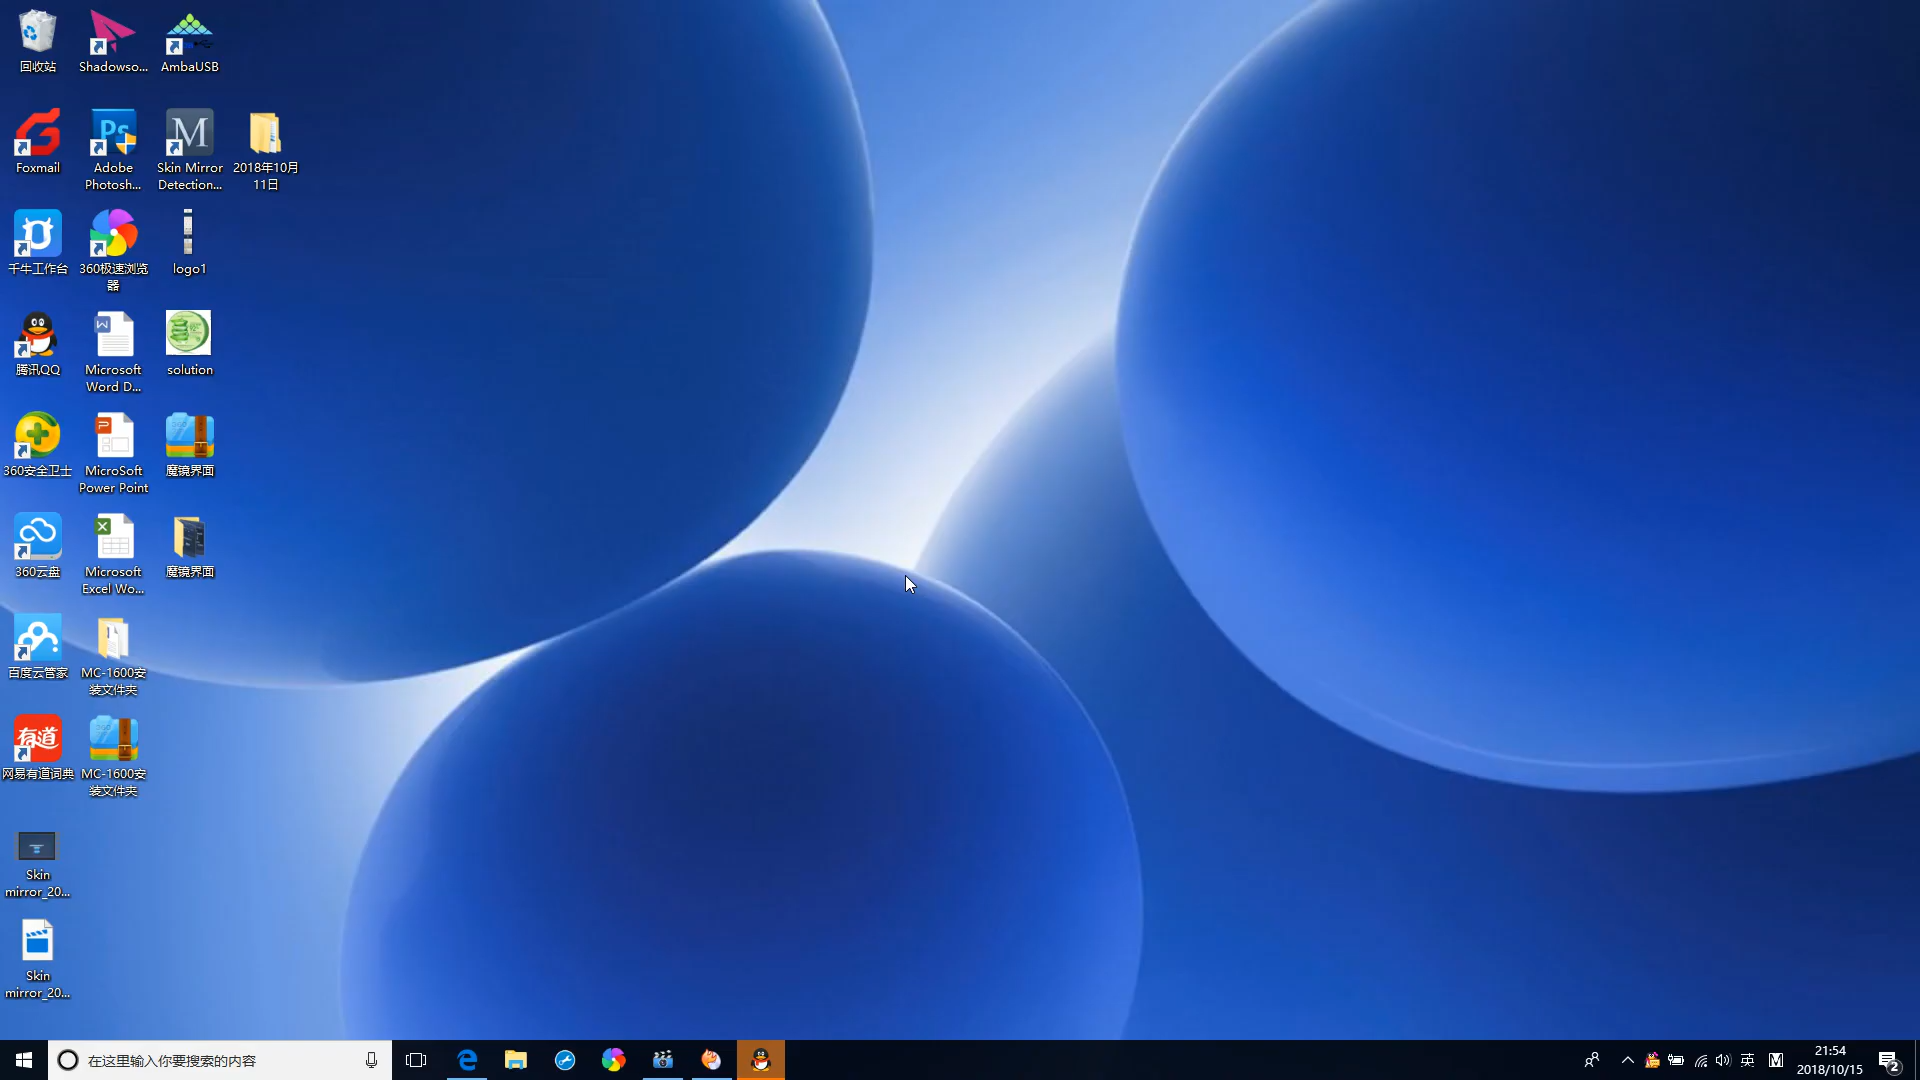 回收站
Shadowso...
AmbaUSB
Foxmail
Ps
Adobe
Photosh...
M
Skin Mirror
Detection...
2018年10月
11日
千牛工作台
360极速浏览
器
logo1
腾讯QQ
Microsoft
Word D...
solution
360安全卫士
MicroSoft
Power Point
魔镜界面
360云盘
Microsoft
Excel Wo...
魔镜界面
百度云管家
MC-1600安
装文件夹
有道
网易有道词典
MC-1600安
装文件夹
Skin
mirror_20...
Skin
mirror_20...
在这里输入你要搜索的内容
英
M
21:54
2018/10/15
2